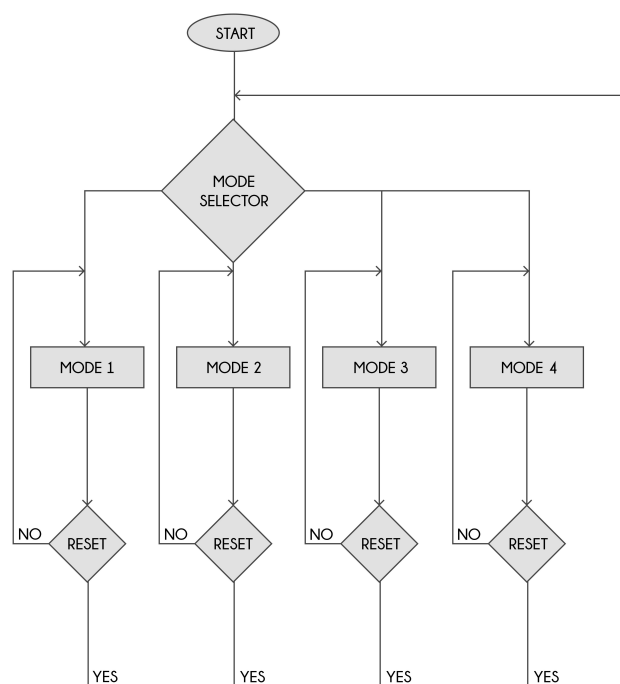 START
MODE
SELECTOR
MODE 1
MODE 2
MODE 3
MODE 4
NO
RESET
NO
RESET
NO
RESET
NO
RESET
YES
YES
YES
YES